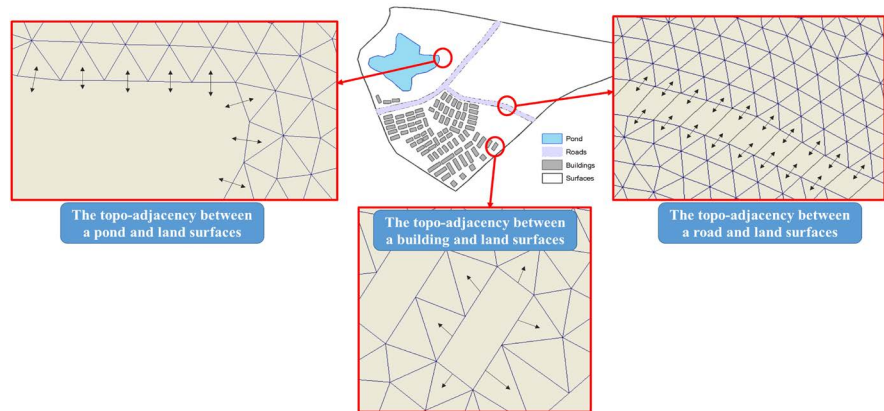 Pond
Roads
Buildings
Surfaces
The topo-adjacency between
a pond and land surfaces
The topo-adjacency between
a building and land surfaces
The topo-adjacency between
a road and land surfaces